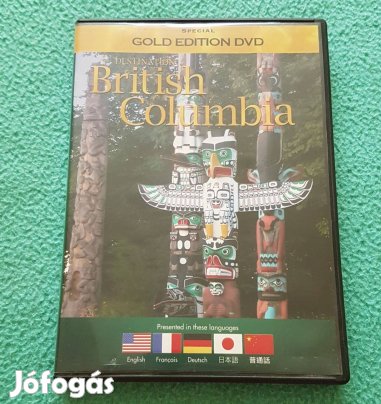 SPECIAL
GOLD EDITION DVD
DESTINATION
British
Columbia
Presented in these languages
English Français Deutsch 日本語 普通話
Jófogás